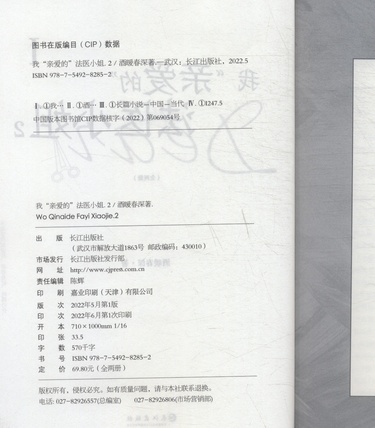 图书在版编目（CIP）数据
我“亲爱的”法医小姐. 2 / 酒暖春深著. —武汉：长江出版社，2022.5
ISBN 978-7-5492-8285-2
Ⅰ. ①我… Ⅱ. ①酒… Ⅲ. ①长篇小说－中国－当代 Ⅳ. ①I247.5
中国版本图书馆CIP数据核字（2022）第069054号
我“亲爱的”法医小姐. 2 / 酒暖春深著.
Wo Qinaide Fayi Xiaojie.2
出 版 长江出版社
（武汉市解放大道1863号 邮政编码：430010）
市场发行 长江出版社发行部
网 址 http://www.cjpress.com.cn
责任编辑 陈辉
印 刷 嘉业印刷（天津）有限公司
版 次 2022年5月第1版
印 次 2022年6月第1次印刷
开 本 710×1000mm 1/16
印 张 33.5
字 数 570千字
书 号 ISBN 978-7-5492-8285-2
定 价 69.80元（全两册）
版权所有，侵权必究。如有质量问题，请与本社联系退换。
电话：027-82926557（总编室） 027-82926806（市场营销部）